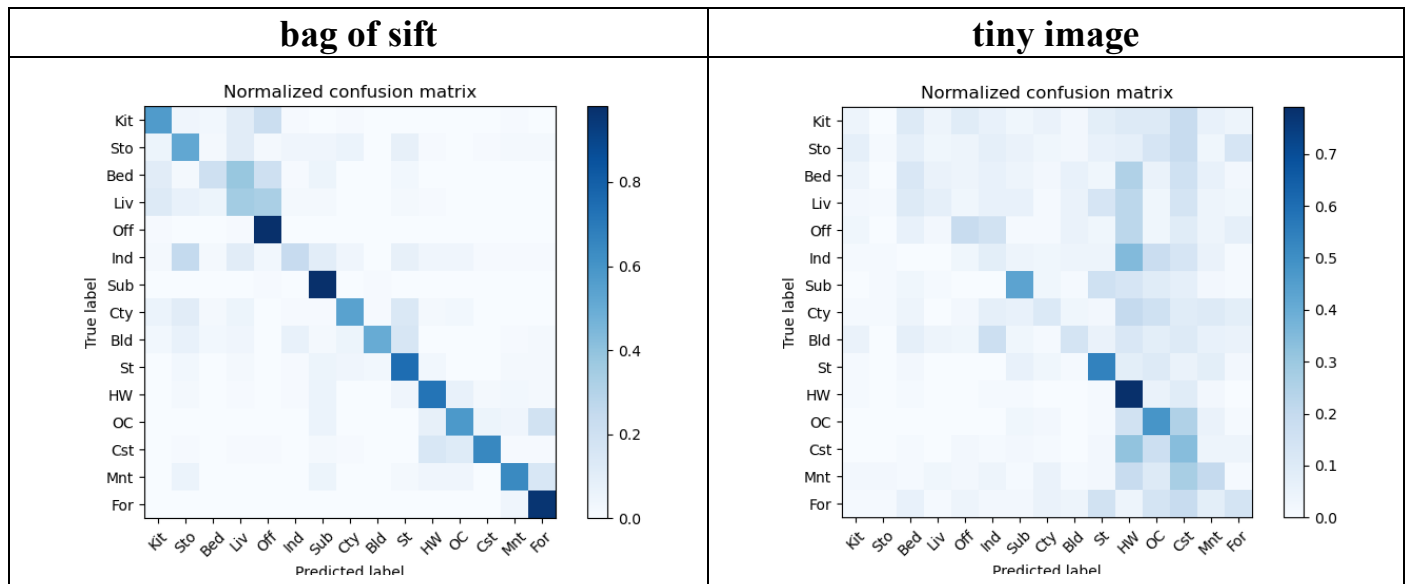 bag of sift
tiny image
Normalized confusion matrix
True label
Kit
Sto
Bed
Liv
Off
Ind
Sub
Cty
Bld
St
HW
OC
Cst
Mnt
For
Kit Sto Bed Liv Off Ind Sub Cty Bld St HW OC Cst Mnt For
Predicted label
0.8
0.6
0.4
0.2
0.0
Normalized confusion matrix
True label
Kit
Sto
Bed
Liv
Off
Ind
Sub
Cty
Bld
St
HW
OC
Cst
Mnt
For
Kit Sto Bed Liv Off Ind Sub Cty Bld St HW OC Cst Mnt For
Predicted label
0.7
0.6
0.5
0.4
0.3
0.2
0.1
0.0